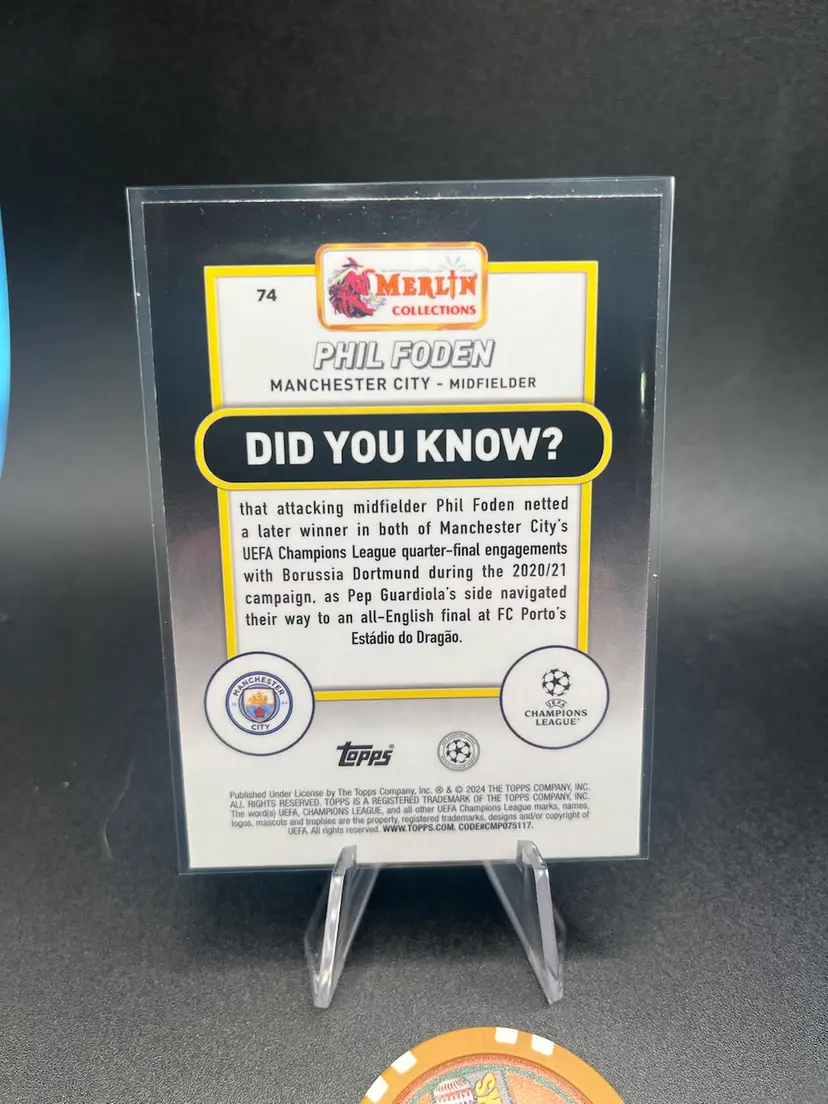 74
MERLIN
COLLECTIONS
PHIL FODEN
MANCHESTER CITY - MIDFIELDER
DID YOU KNOW?
that attacking midfielder Phil Foden netted
a later winner in both of Manchester City's
UEFA Champions League quarter-final engagements
with Borussia Dortmund during the 2020/21
campaign, as Pep Guardiola's side navigated
their way to an all-English final at FC Porto's
Estádio do Dragão.
MANCHESTER
CITY
UEFA
CHAMPIONS
LEAGUE
Topps
Published Under License by The Topps Company, Inc. ® & © 2024 THE TOPPS COMPANY, INC.
ALL RIGHTS RESERVED. TOPPS IS A REGISTERED TRADEMARK OF THE TOPPS COMPANY, INC.
The word(s) UEFA, CHAMPIONS LEAGUE, and all other UEFA Champions League marks, names,
logos, mascots and trophies are the property, registered trademarks, designs and/or copyright of
UEFA. All rights reserved. WWW.TOPPS.COM. CODE#CMP075117.